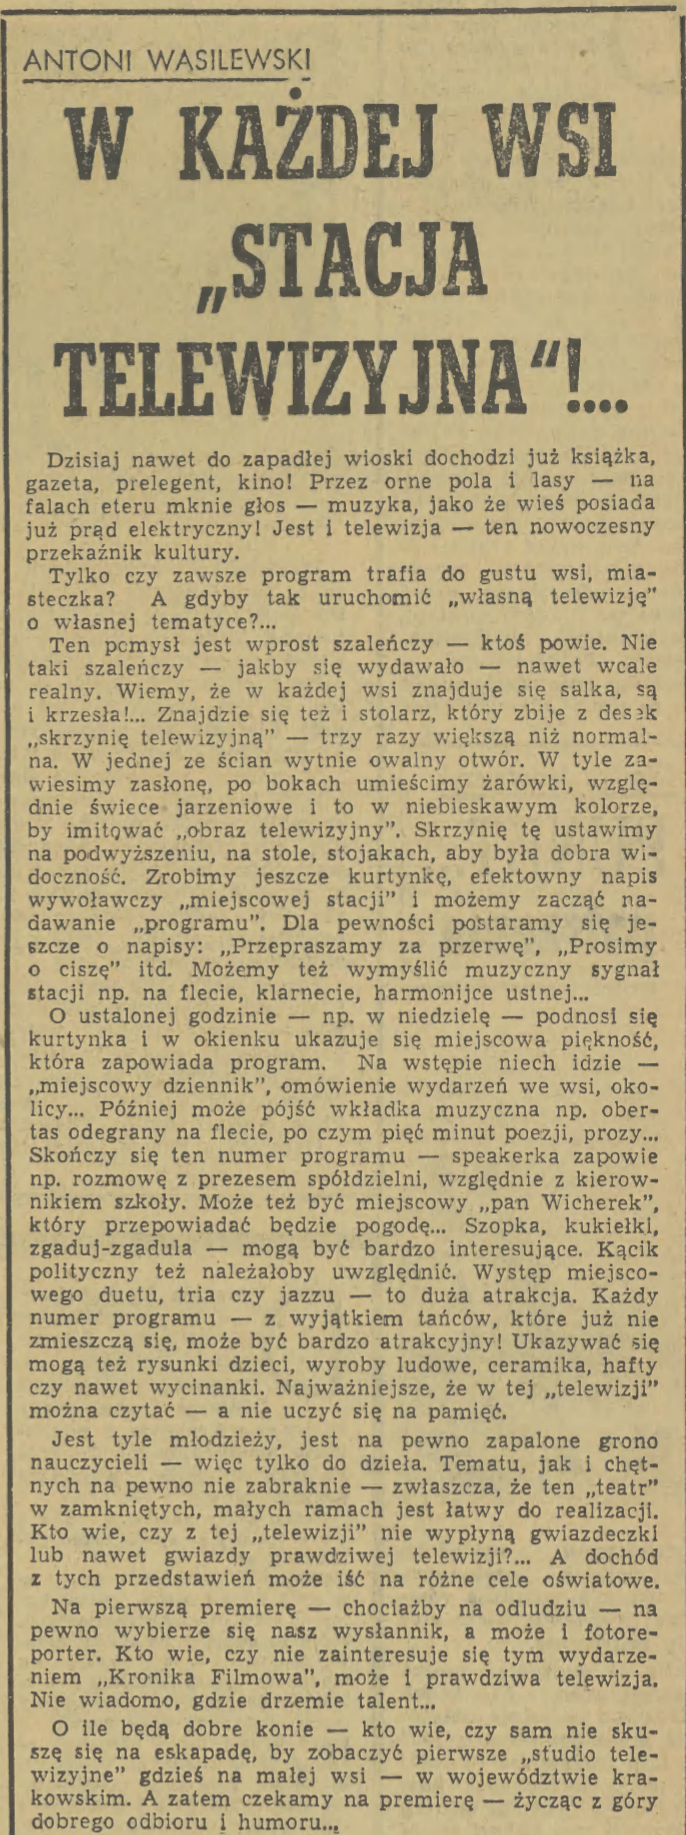 ANTONI WASILEWSKI
W KAŻDEJ WSI
„STACJA
TELEWIZYJNA"!...
Dzisiaj nawet do zapadłej wioski dochodzi już książka,
gazeta, prelegent, kino! Przez orne pola i lasy — na
falach eteru mknie głos — muzyka, jako że wieś posiada
już prąd elektryczny! Jest i telewizja — ten nowoczesny
przekaźnik kultury.
Tylko czy zawsze program trafia do gustu wsi, mia-
steczka? A gdyby tak uruchomić „własną telewizję"
o własnej tematyce?...
Ten pomysł jest wprost szaleńczy — ktoś powie. Nie
taki szaleńczy — jakby się wydawało — nawet wcale
realny. Wiemy, że w każdej wsi znajduje się salka, są
i krzesła!... Znajdzie się też i stolarz, który zbije z desek
„skrzynię telewizyjną" — trzy razy większą niż normal-
na. W jednej ze ścian wytnie owalny otwór. W tyle za-
wiesimy zasłonę, po bokach umieścimy żarówki, wzglę-
dnie świece jarzeniowe i to w niebieskawym kolorze,
by imitować „obraz telewizyjny". Skrzynię tę ustawimy
na podwyższeniu, na stole, stojakach, aby była dobra wi-
doczność. Zrobimy jeszcze kurtynkę, efektowny napis
wywoławczy „miejscowej stacji" i możemy zacząć na-
dawanie „programu". Dla pewności postaramy się je-
szcze o napisy: „Przepraszamy za przerwę", „Prosimy
o ciszę" itd. Możemy też wymyślić muzyczny sygnał
stacji np. na flecie, klarnecie, harmonijce ustnej...
O ustalonej godzinie — np. w niedzielę — podnosi się
kurtynka i w okienku ukazuje się miejscowa piękność,
która zapowiada program. Na wstępie niech idzie —
„miejscowy dziennik", omówienie wydarzeń we wsi, oko-
licy... Później może pójść wkładka muzyczna np. ober-
tas odegrany na flecie, po czym pięć minut poezji, prozy...
Skończy się ten numer programu — speakerka zapowie
np. rozmowę z prezesem spółdzielni, względnie z kierow-
nikiem szkoły. Może też być miejscowy „pan Wicherek",
który przepowiadać będzie pogodę... Szopka, kukiełki,
zgaduj-zgadula — mogą być bardzo interesujące. Kącik
polityczny też należałoby uwzględnić. Występ miejsco-
wego duetu, tria czy jazzu — to duża atrakcja. Każdy
numer programu — z wyjątkiem tańców, które już nie
zmieszczą się, może być bardzo atrakcyjny! Ukazywać się
mogą też rysunki dzieci, wyroby ludowe, ceramika, hafty
czy nawet wycinanki. Najważniejsze, że w tej „telewizji"
można czytać — a nie uczyć się na pamięć.
Jest tyle młodzieży, jest na pewno zapalone grono
nauczycieli — więc tylko do dzieła. Tematu, jak i chęt-
nych na pewno nie zabraknie — zwłaszcza, że ten „teatr"
w zamkniętych, małych ramach jest łatwy do realizacji.
Kto wie, czy z tej „telewizji" nie wypłyną gwiazdeczki
lub nawet gwiazdy prawdziwej telewizji?... A dochód
z tych przedstawień może iść na różne cele oświatowe.
Na pierwszą premierę — chociażby na odludziu — na
pewno wybierze się nasz wysłannik, a może i fotore-
porter. Kto wie, czy nie zainteresuje się tym wydarze-
niem „Kronika Filmowa", może i prawdziwa telewizja.
Nie wiadomo, gdzie drzemie talent...
O ile będą dobre konie — kto wie, czy sam nie sku-
szę się na eskapadę, by zobaczyć pierwsze „studio tele-
wizyjne" gdzieś na małej wsi — w województwie kra-
kowskim. A zatem czekamy na premierę — życząc z góry
dobrego odbioru i humoru...